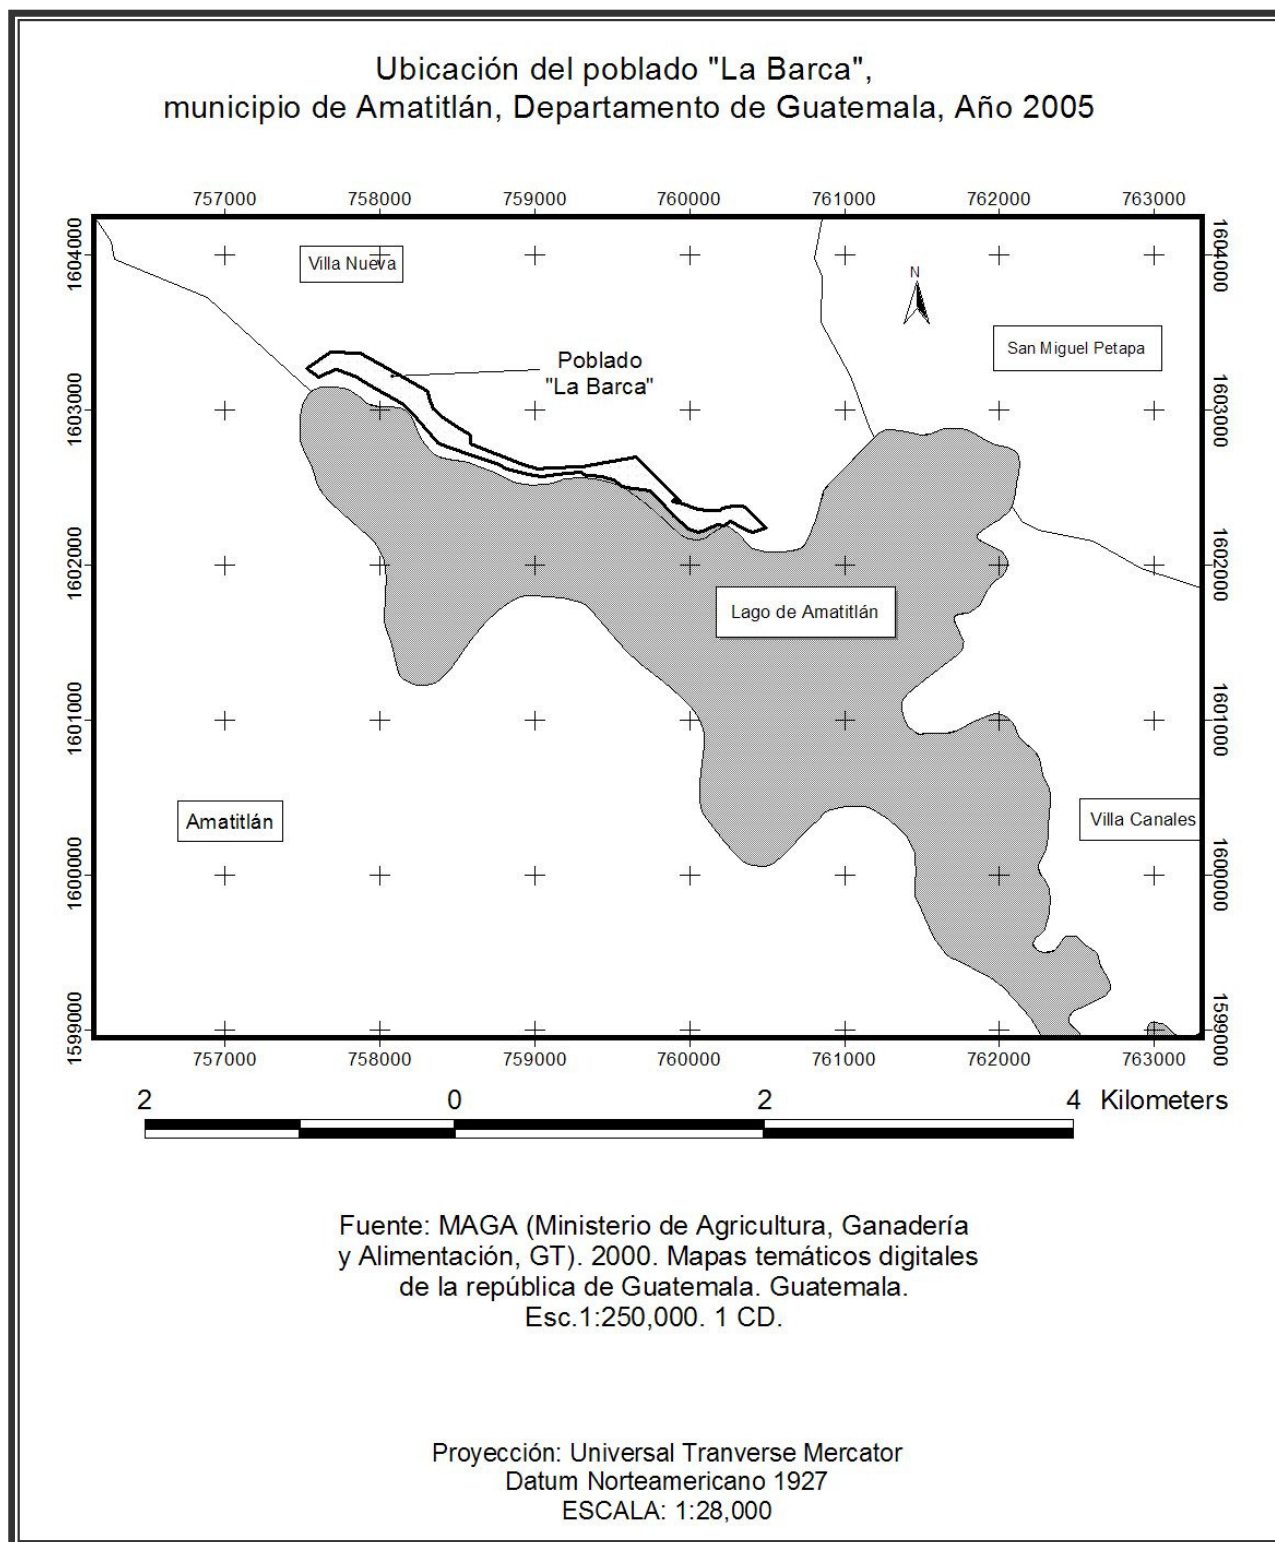 Ubicación del poblado "La Barca",
municipio de Amatitlán, Departamento de Guatemala, Año 2005
757000 758000 759000 760000 761000 762000 763000
1604000
1604000
Villa Nueva
N
San Miguel Petapa
Poblado
"La Barca"
1603000
1603000
1602000
1602000
Lago de Amatitlán
1601000
1601000
Amatitlán
Villa Canales
1600000
1600000
1599000
1599000
757000 758000 759000 760000 761000 762000 763000
2 0 2 4 Kilometers
Fuente: MAGA (Ministerio de Agricultura, Ganadería
y Alimentación, GT). 2000. Mapas temáticos digitales
de la república de Guatemala. Guatemala.
Esc.1:250,000. 1 CD.
Proyección: Universal Tranverse Mercator
Datum Norteamericano 1927
ESCALA: 1:28,000